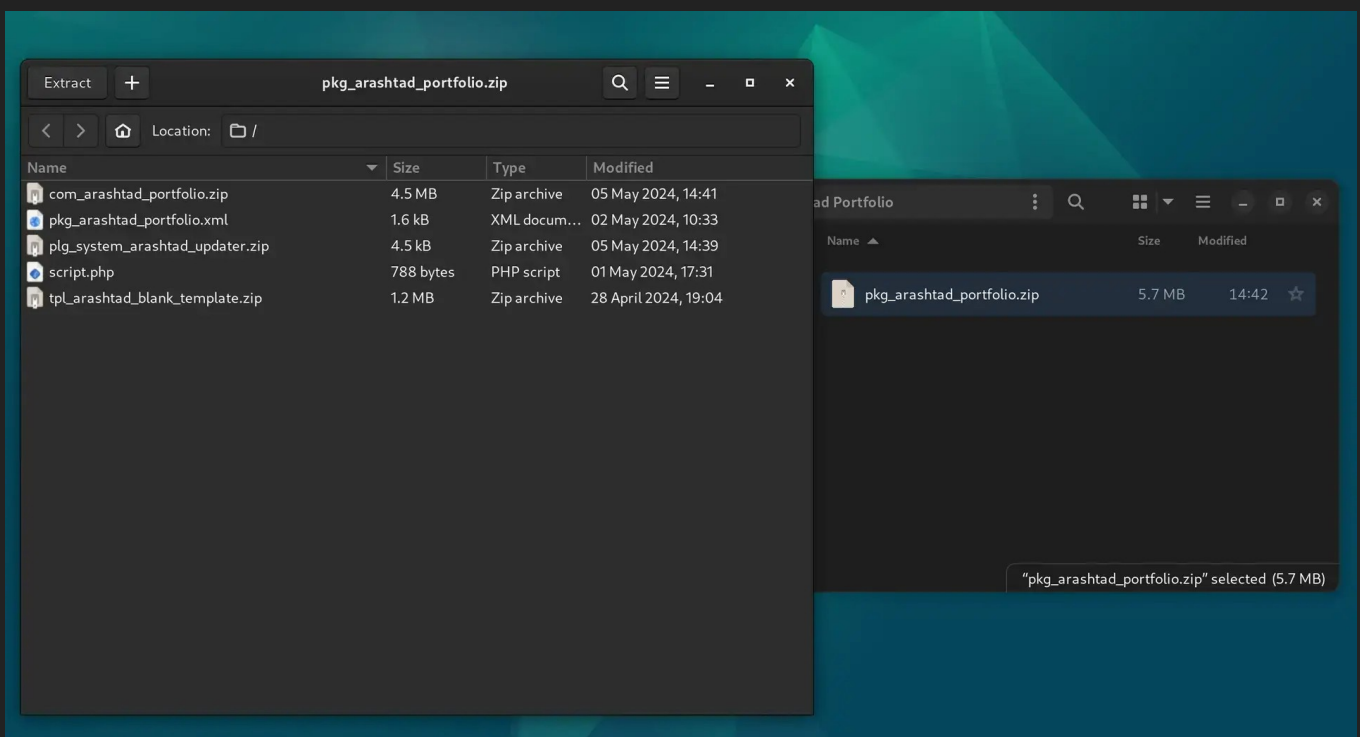 Extract + pkg_arashtad_portfolio.zip
Location: /
Name Size Type Modified
com_arashtad_portfolio.zip 4.5 MB Zip archive 05 May 2024, 14:41
pkg_arashtad_portfolio.xml 1.6 kB XML docum... 02 May 2024, 10:33
plg_system_arashtad_updater.zip 4.5 kB Zip archive 05 May 2024, 14:39
script.php 788 bytes PHP script 01 May 2024, 17:31
tpl_arashtad_blank_template.zip 1.2 MB Zip archive 28 April 2024, 19:04
ad Portfolio
Name Size Modified
pkg_arashtad_portfolio.zip 5.7 MB 14:42
“pkg_arashtad_portfolio.zip” selected (5.7 MB)